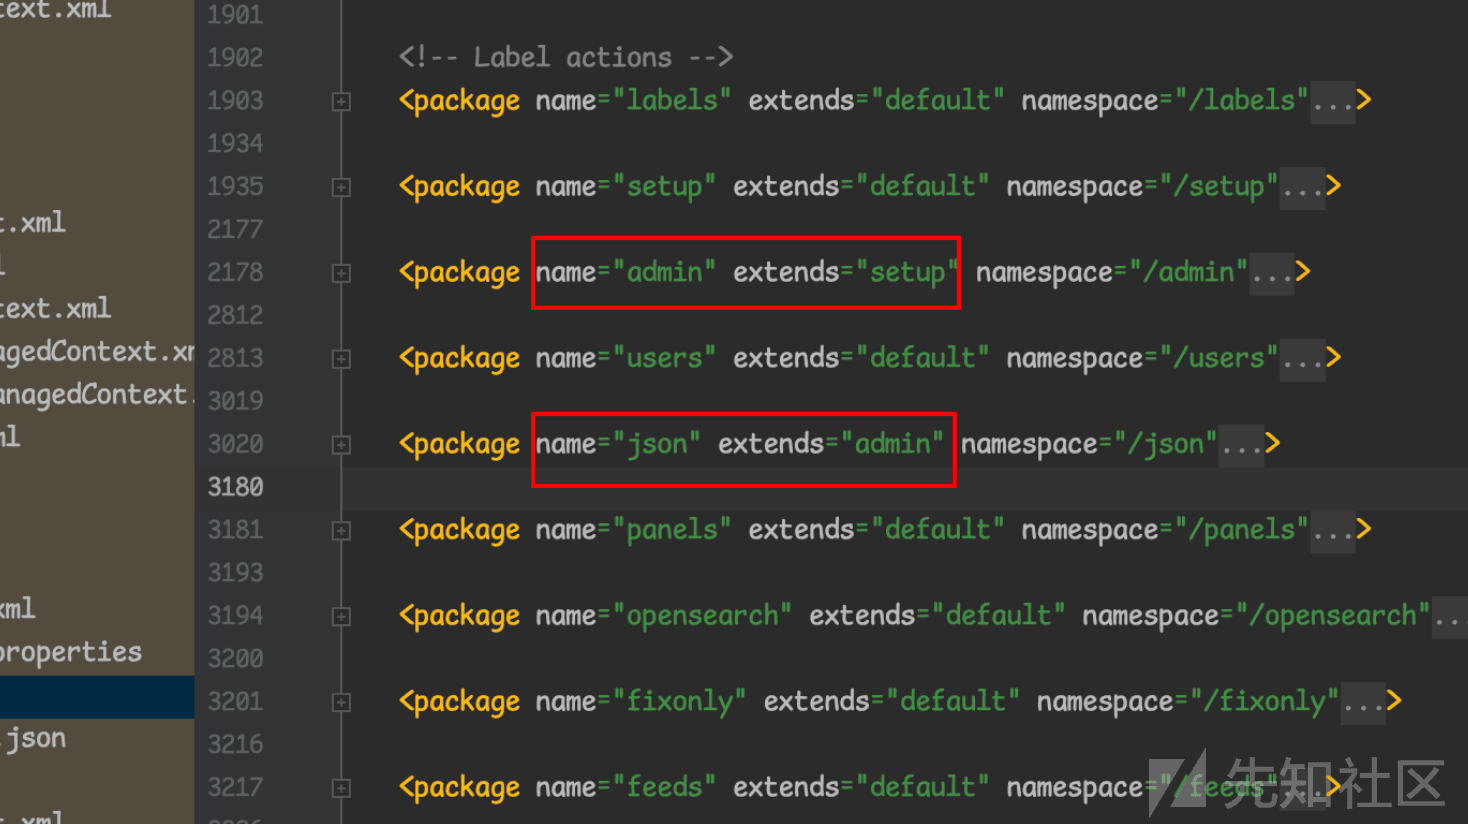 text.xml
1901
1902 <!-- Label actions -->
1903 <package name="labels" extends="default" namespace="/labels"...>
1934
1935 <package name="setup" extends="default" namespace="/setup"...>
2177
t.xml
2178 <package name="admin" extends="setup" namespace="/admin"...>
2812
text.xml
2813 <package name="users" extends="default" namespace="/users"...>
agedContext.xm
3019
anagedContext.
3020 <package name="json" extends="admin" namespace="/json"...>
ml
3180
3181 <package name="panels" extends="default" namespace="/panels"...>
3193
3194 <package name="opensearch" extends="default" namespace="/opensearch"...
xml
3200
properties
3201 <package name="fixonly" extends="default" namespace="/fixonly"...>
3216
.json
3217 <package name="feeds" extends="default" namespace="/feeds"...>
t.xml
先知社区